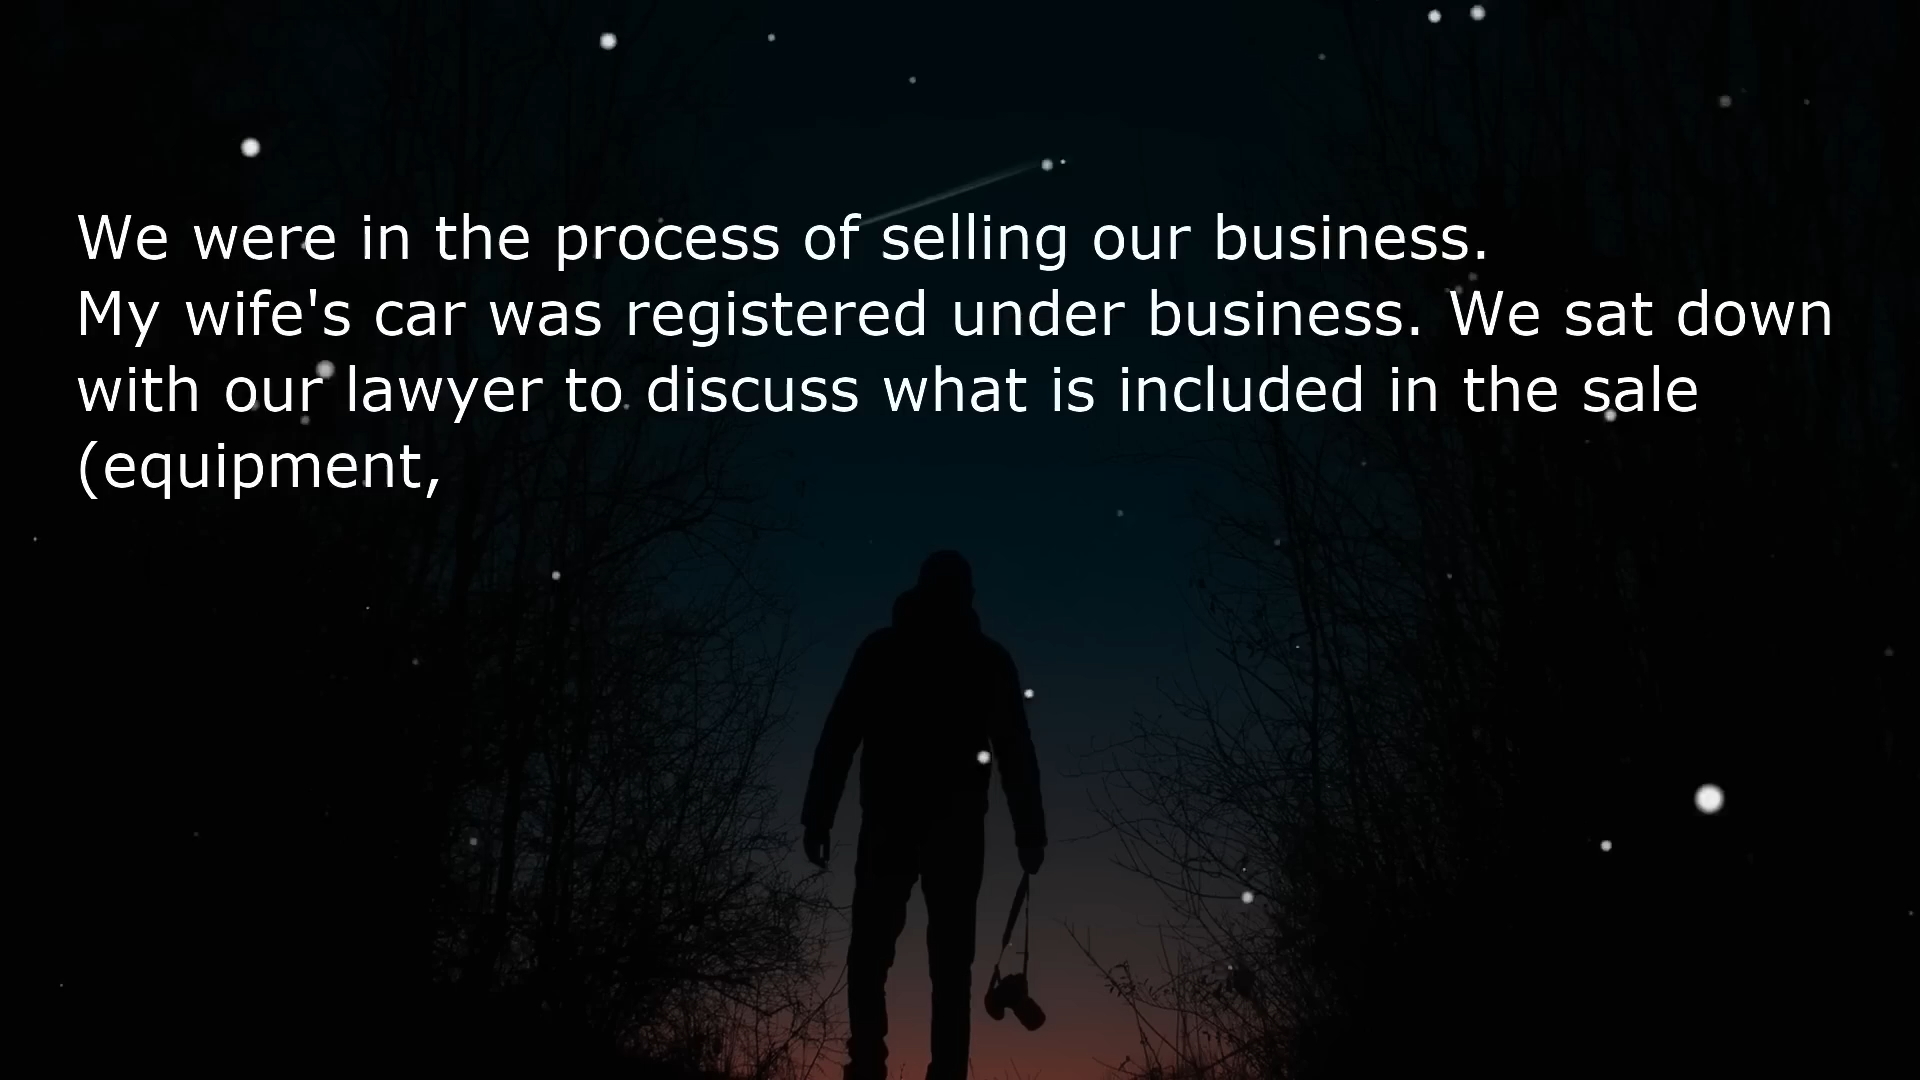 We were in the process of selling our business.
My wife's car was registered under business. We sat down
with our lawyer to discuss what is included in the sale
(equipment,